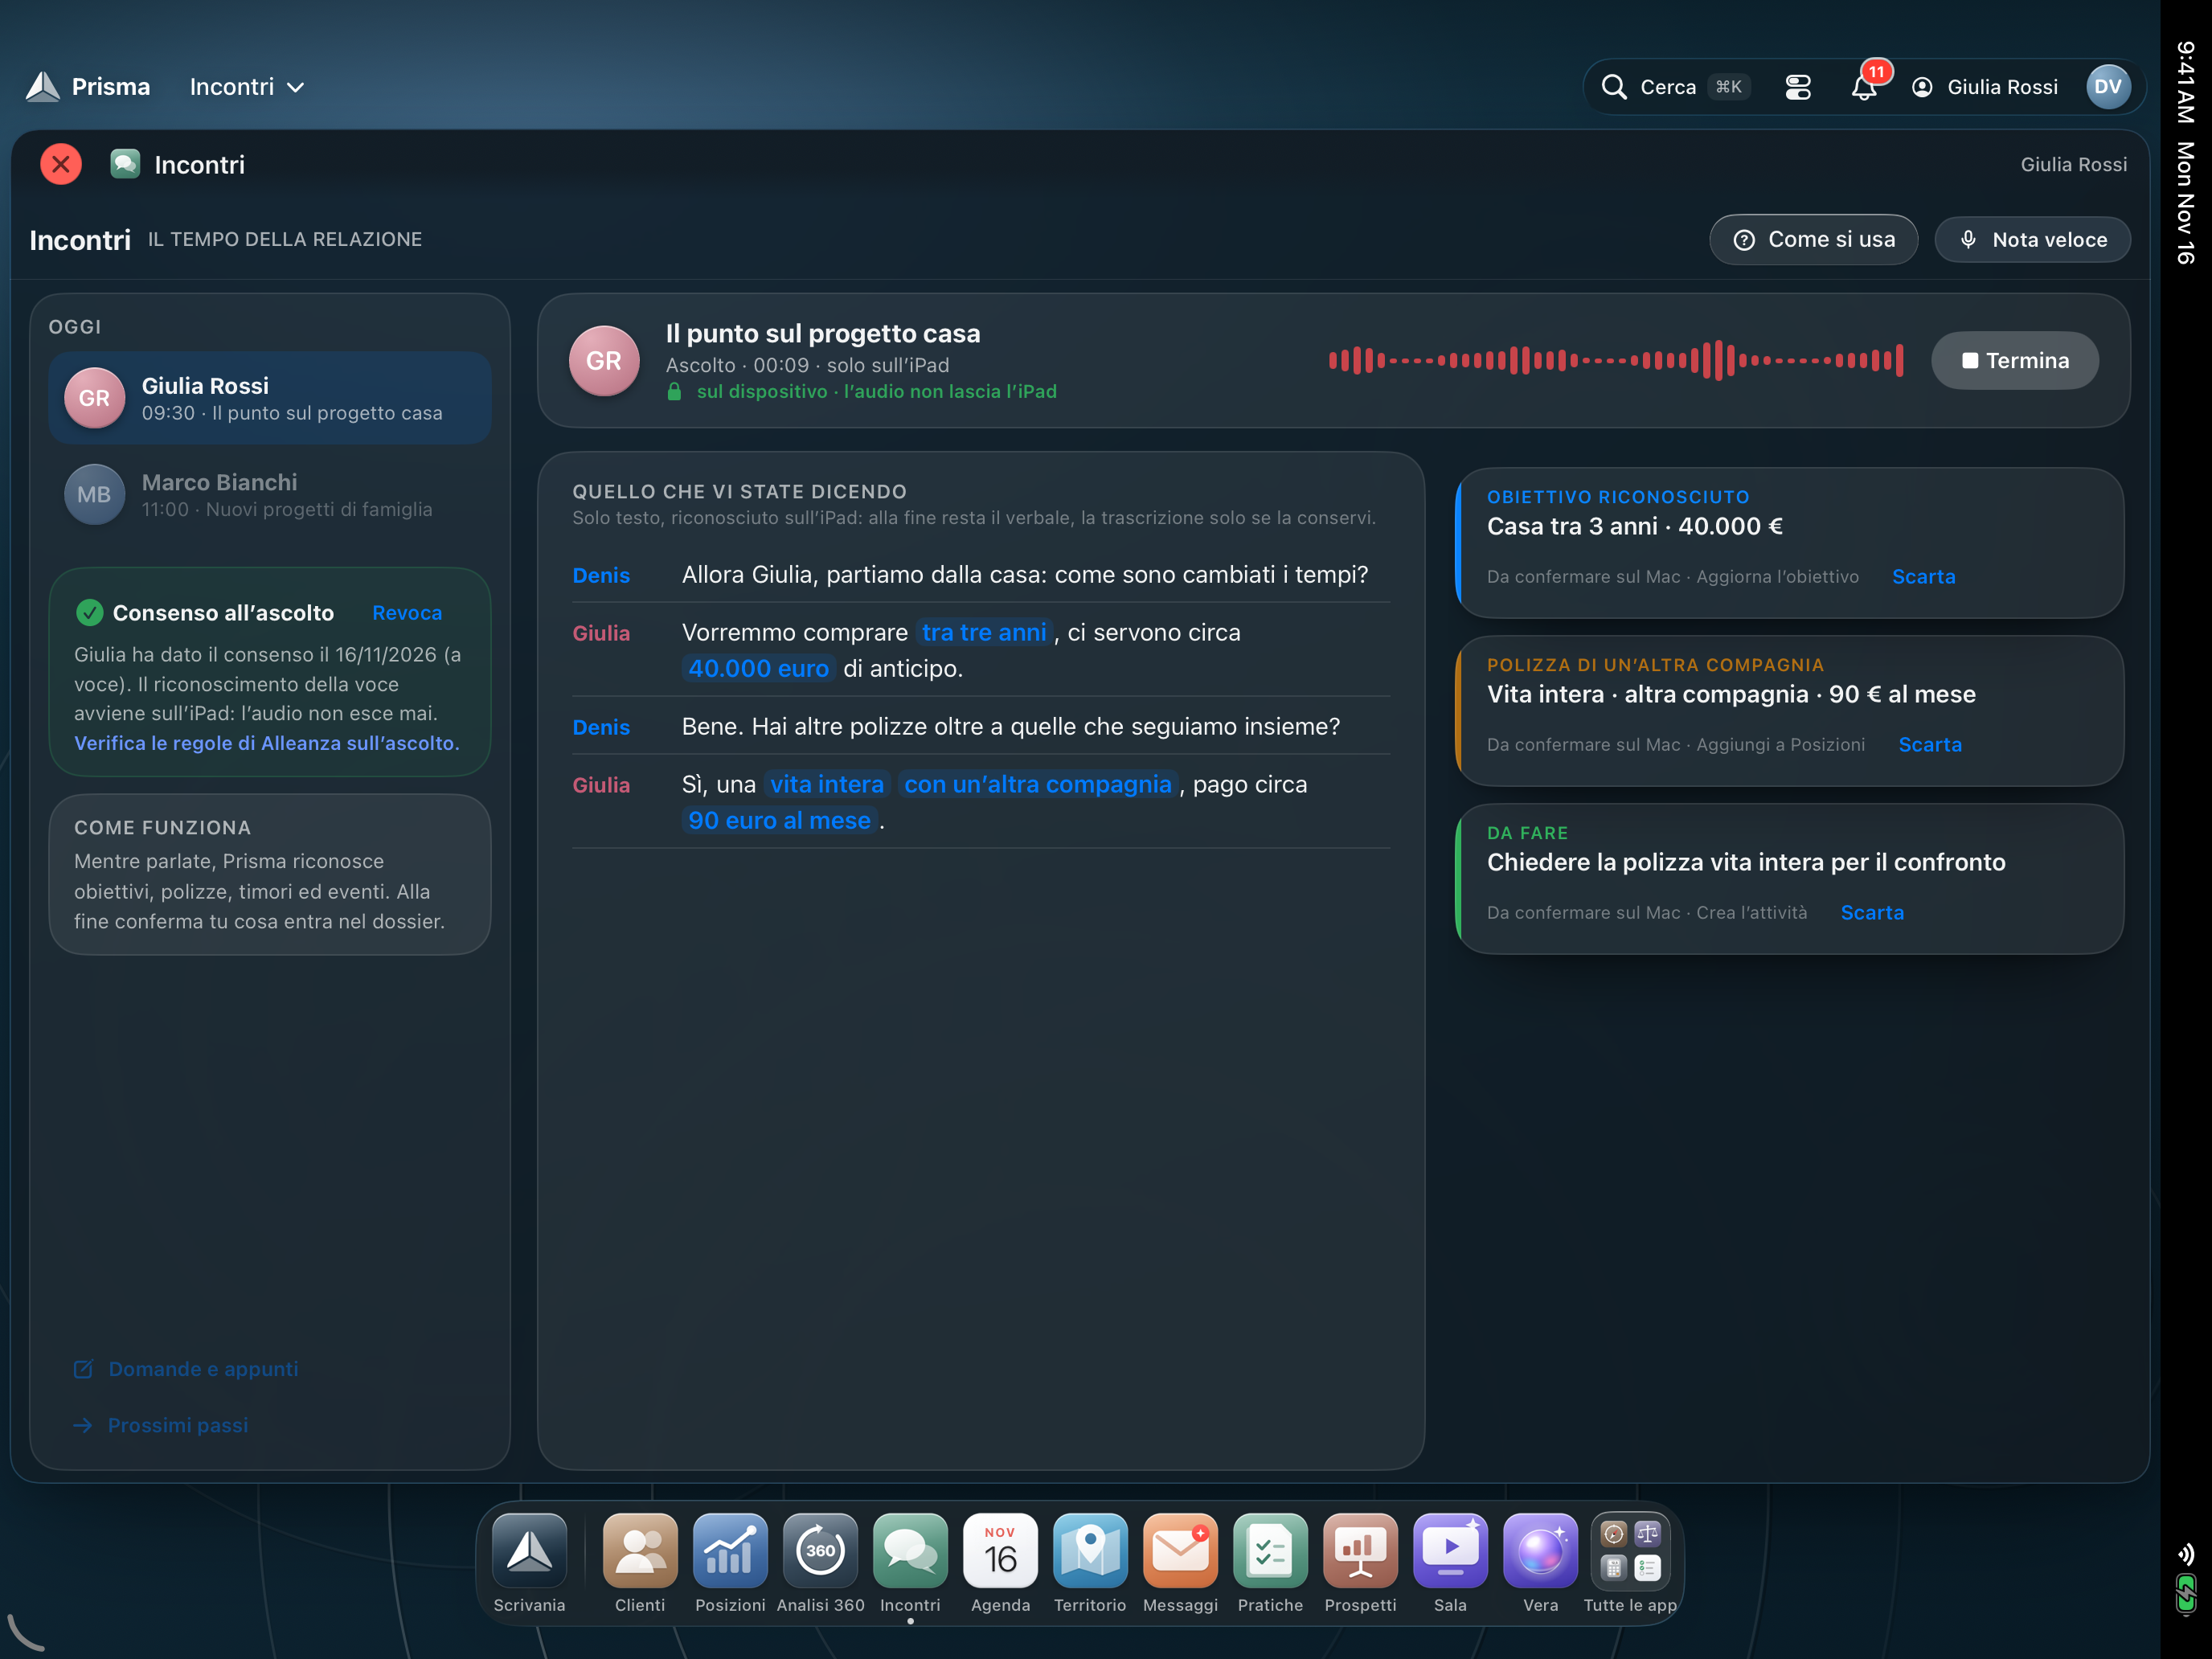 Prisma
Incontri
Cerca ⌘K
11
Giulia Rossi
DV
9:41 AM Mon Nov 16
Incontri
Giulia Rossi
Incontri IL TEMPO DELLA RELAZIONE
Come si usa
Nota veloce
OGGI
GR
Giulia Rossi
09:30 · Il punto sul progetto casa
MB
Marco Bianchi
11:00 · Nuovi progetti di famiglia
Consenso all’ascolto Revoca
Giulia ha dato il consenso il 16/11/2026 (a
voce). Il riconoscimento della voce
avviene sull’iPad: l’audio non esce mai.
Verifica le regole di Alleanza sull’ascolto.
COME FUNZIONA
Mentre parlate, Prisma riconosce
obiettivi, polizze, timori ed eventi. Alla
fine conferma tu cosa entra nel dossier.
Domande e appunti
Prossimi passi
GR
Il punto sul progetto casa
Ascolto · 00:09 · solo sull’iPad
sul dispositivo · l’audio non lascia l’iPad
Termina
QUELLO CHE VI STATE DICENDO
Solo testo, riconosciuto sull’iPad: alla fine resta il verbale, la trascrizione solo se la conservi.
Denis Allora Giulia, partiamo dalla casa: come sono cambiati i tempi?
Giulia Vorremmo comprare tra tre anni, ci servono circa
40.000 euro di anticipo.
Denis Bene. Hai altre polizze oltre a quelle che seguiamo insieme?
Giulia Sì, una vita intera con un’altra compagnia, pago circa
90 euro al mese.
OBIETTIVO RICONOSCIUTO
Casa tra 3 anni · 40.000 €
Da confermare sul Mac · Aggiorna l’obiettivo Scarta
POLIZZA DI UN’ALTRA COMPAGNIA
Vita intera · altra compagnia · 90 € al mese
Da confermare sul Mac · Aggiungi a Posizioni Scarta
DA FARE
Chiedere la polizza vita intera per il confronto
Da confermare sul Mac · Crea l’attività Scarta
360
NOV
16
Scrivania
Clienti
Posizioni
Analisi 360
Incontri
Agenda
Territorio
Messaggi
Pratiche
Prospetti
Sala
Vera
Tutte le app